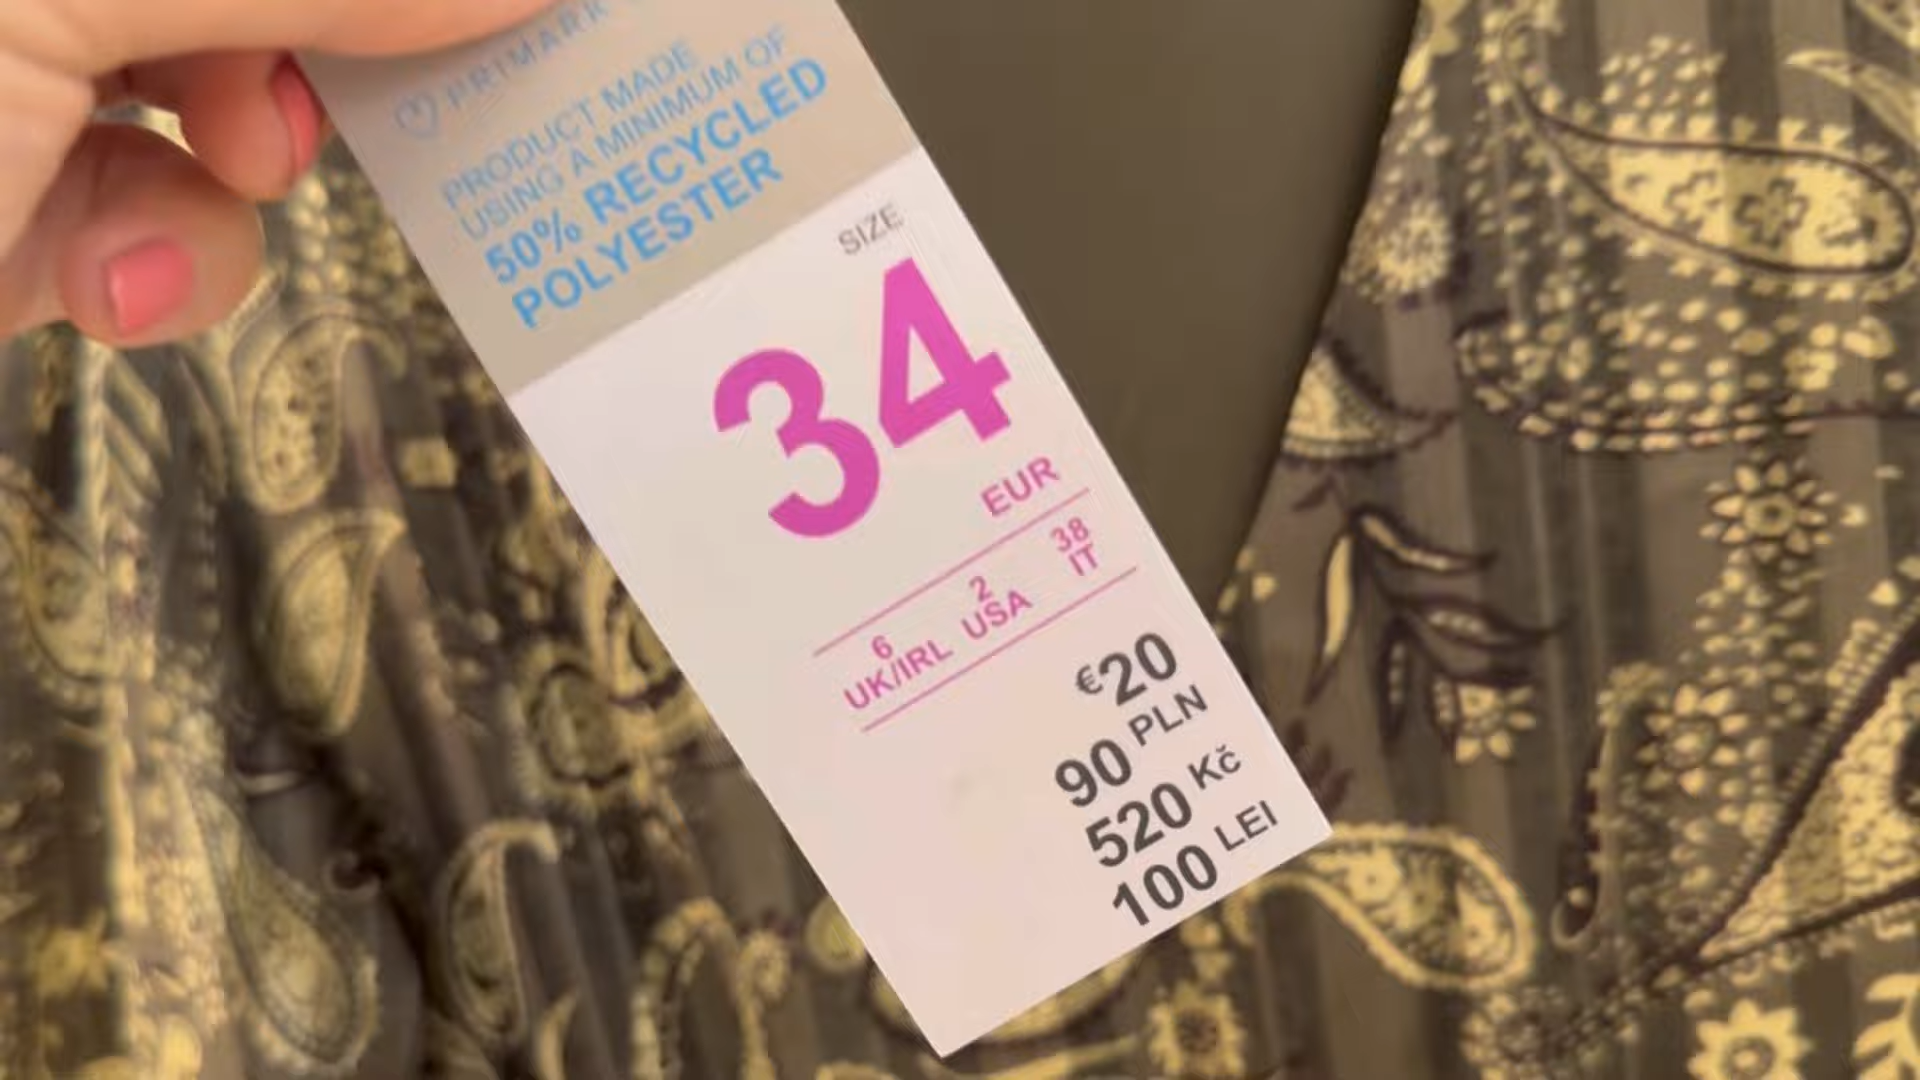 PRIMARK
PRODUCT MADE
USING A MINIMUM OF
50% RECYCLED
POLYESTER
SIZE
34
EUR
6 2 38
UK/IRL USA IT
€20
90 PLN
520 Kč
100 LEI